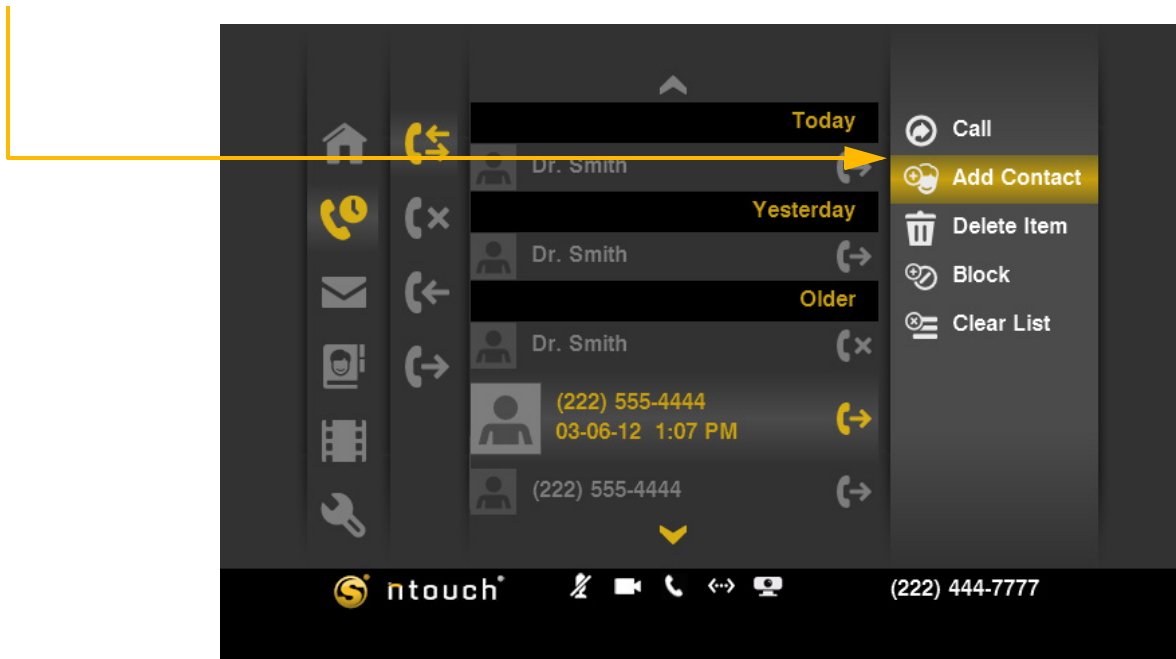 Today
Dr. Smith
Yesterday
Dr. Smith
Older
Dr. Smith
(222) 555-4444
03-06-12 1:07 PM
(222) 555-4444
Call
Add Contact
Delete Item
Block
Clear List
S ntouch
(222) 444-7777